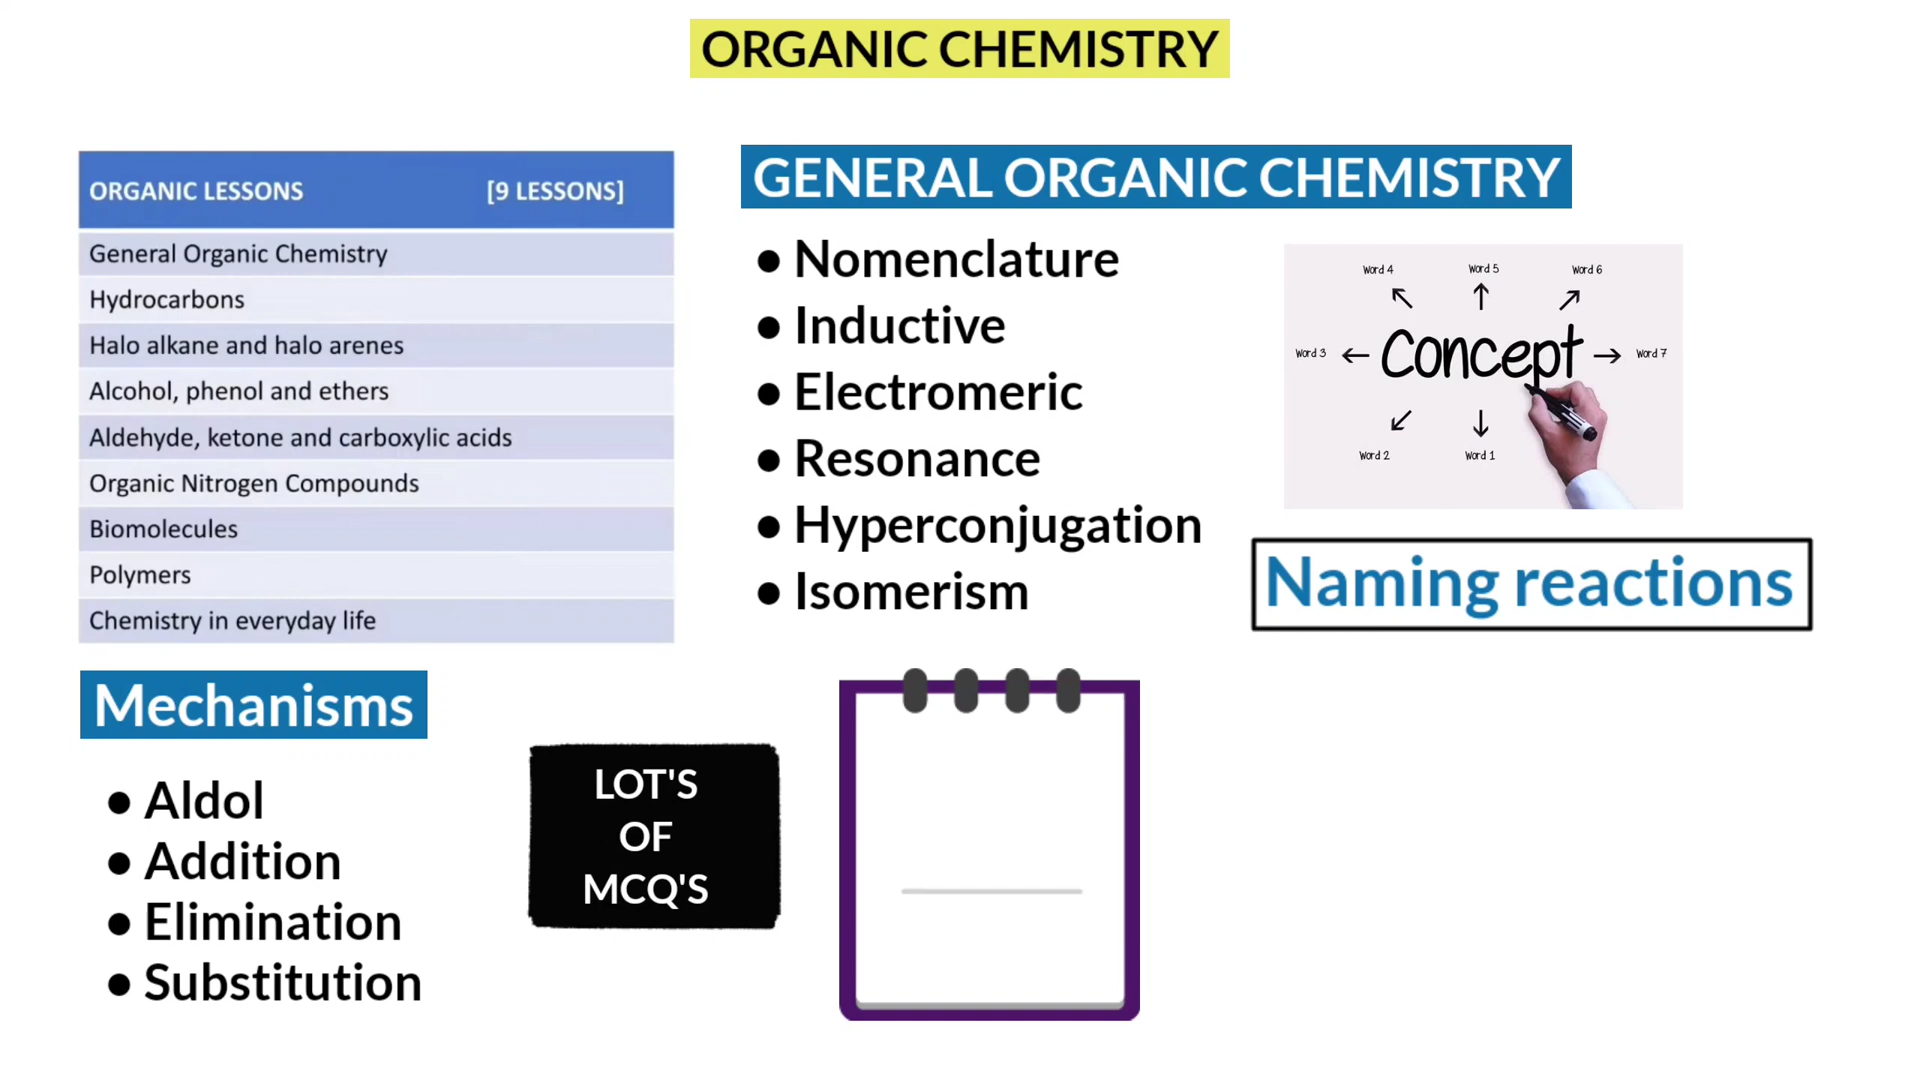 ORGANIC CHEMISTRY
ORGANIC LESSONS [9 LESSONS]
General Organic Chemistry
Hydrocarbons
Halo alkane and halo arenes
Alcohol, phenol and ethers
Aldehyde, ketone and carboxylic acids
Organic Nitrogen Compounds
Biomolecules
Polymers
Chemistry in everyday life
GENERAL ORGANIC CHEMISTRY
• Nomenclature
• Inductive
• Electromeric
• Resonance
• Hyperconjugation
• Isomerism
Word 4 Word 5 Word 6
Word 3 Concept Word 7
Word 2 Word 1
Naming reactions
Mechanisms
• Aldol
• Addition
• Elimination
• Substitution
LOT'S
OF
MCQ'S